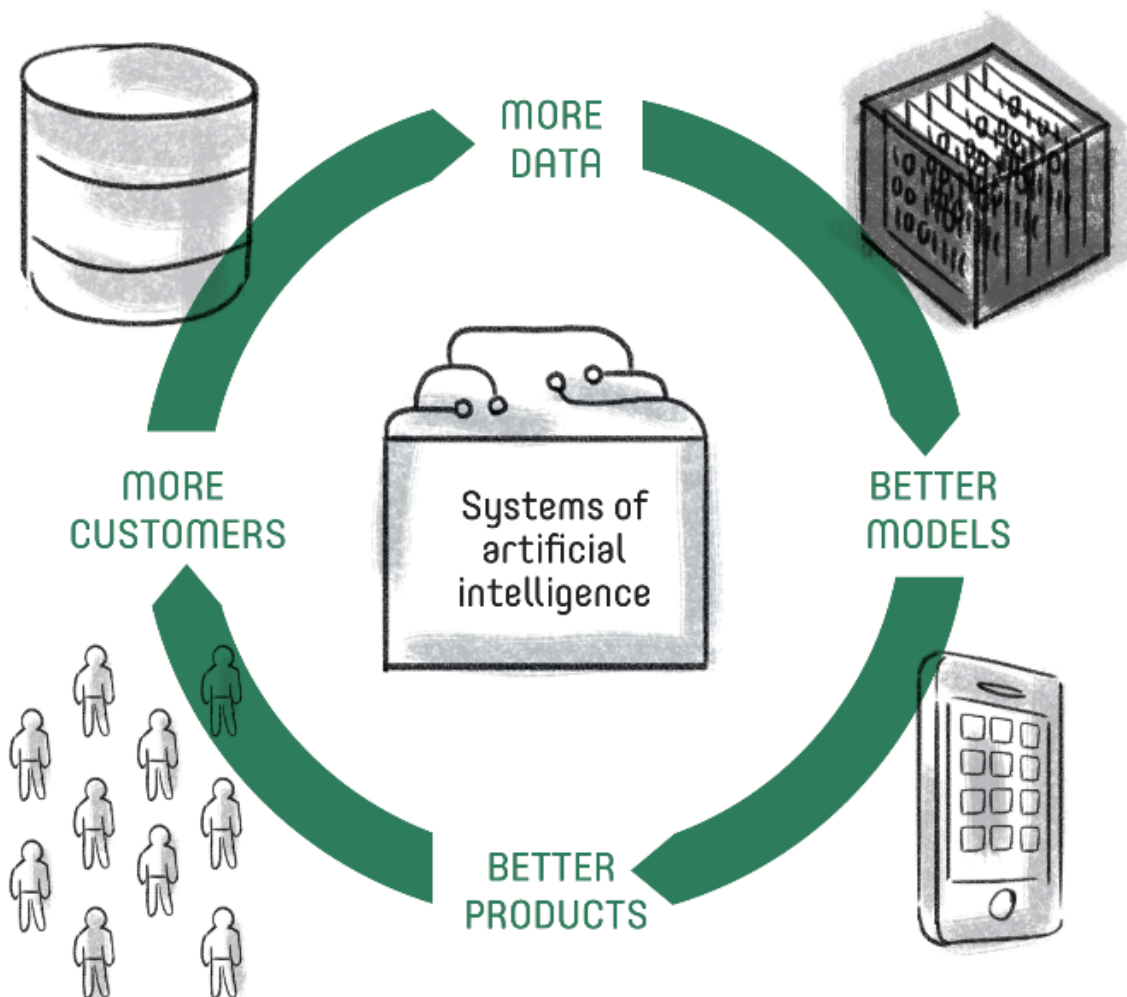 MORE
DATA
BETTER
MODELS
BETTER
PRODUCTS
MORE
CUSTOMERS
Systems of
artificial
intelligence